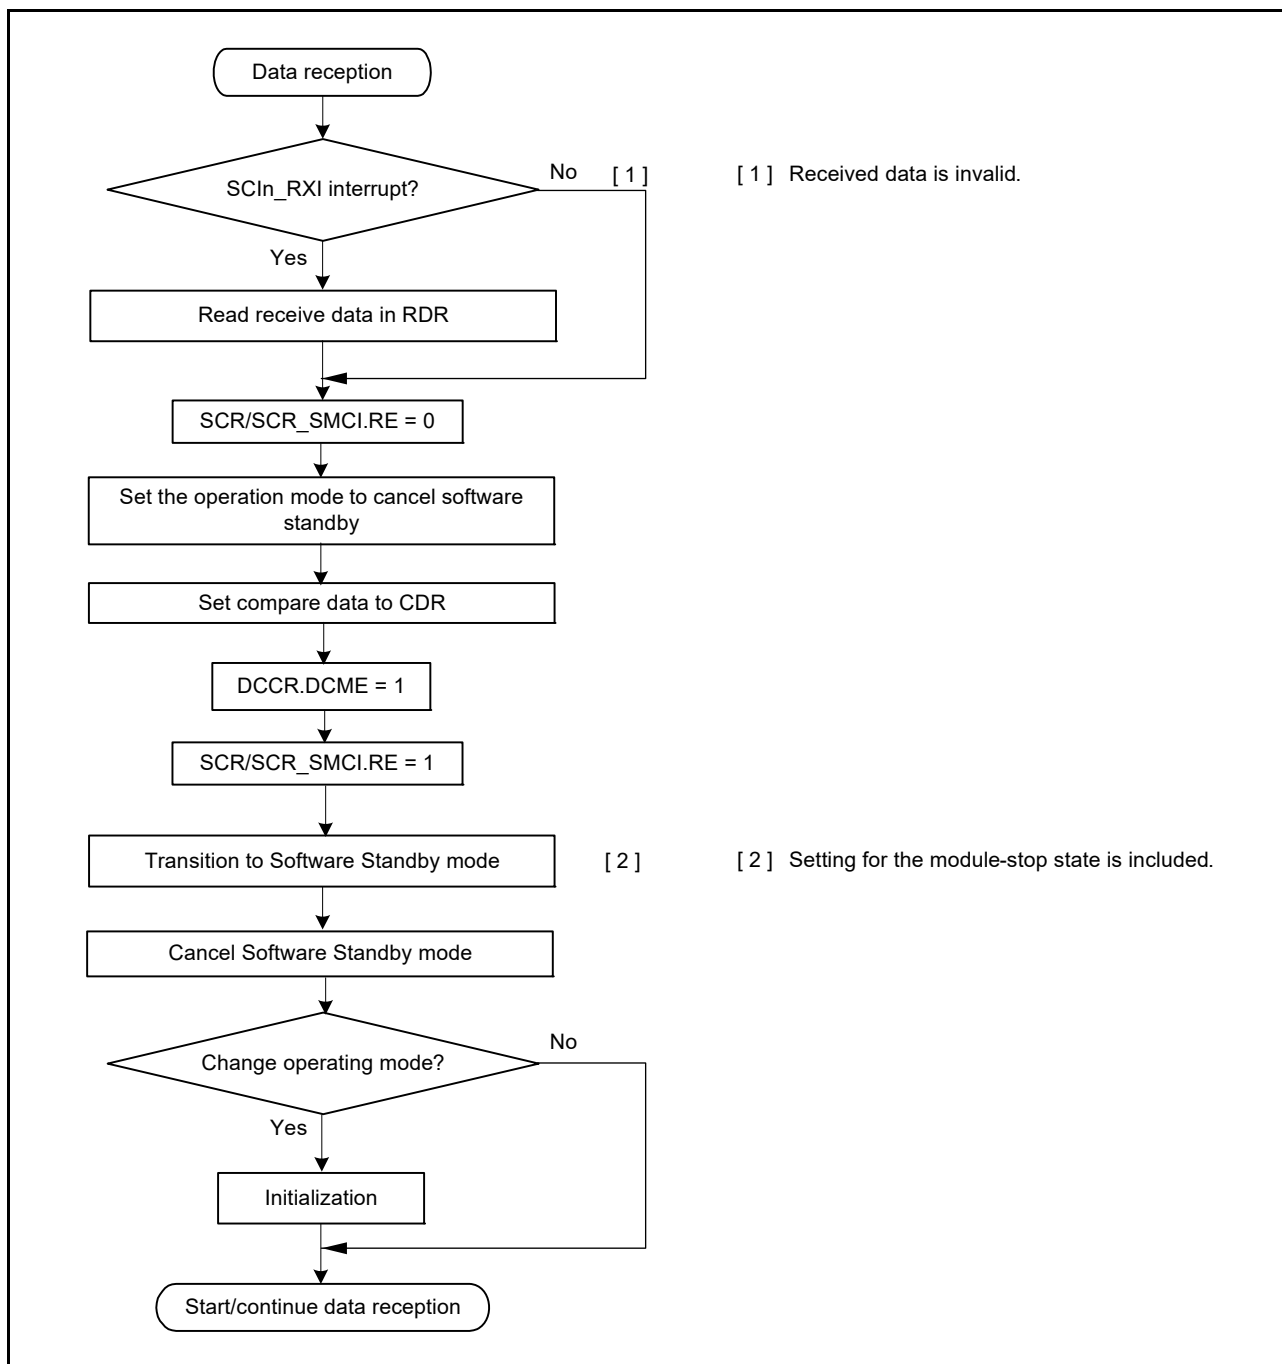 Data reception
SCIn_RXI interrupt?
No [ 1 ] [ 1 ] Received data is invalid.
Yes
Read receive data in RDR
SCR/SCR_SMCI.RE = 0
Set the operation mode to cancel software
standby
Set compare data to CDR
DCCR.DCME = 1
SCR/SCR_SMCI.RE = 1
Transition to Software Standby mode [ 2 ] [ 2 ] Setting for the module-stop state is included.
Cancel Software Standby mode
Change operating mode?
No
Yes
Initialization
Start/continue data reception